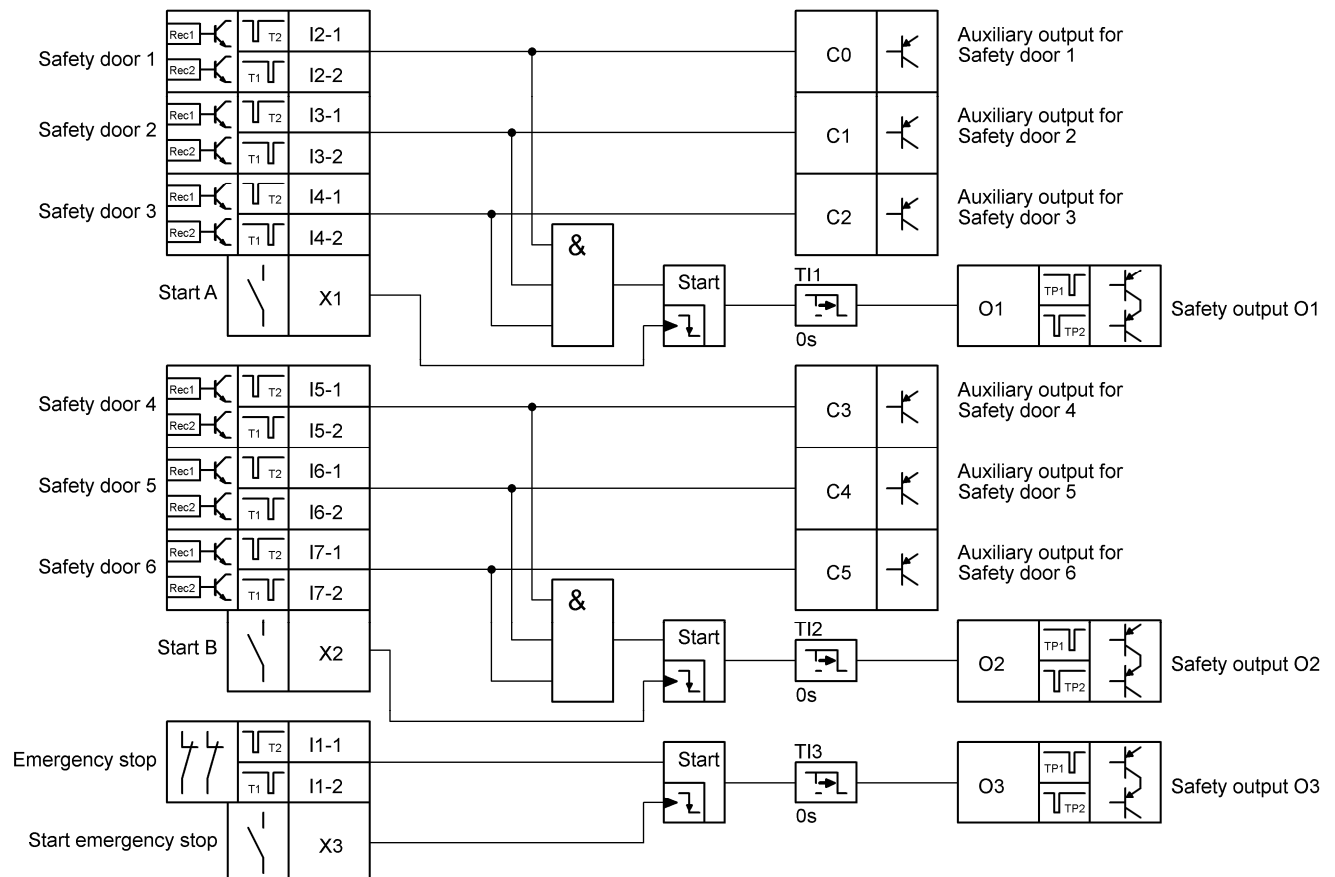 Safety door 1
Rec1
T2
I2-1
Rec2
T1
I2-2
C0
Auxiliary output for
Safety door 1
Safety door 2
Rec1
T2
I3-1
Rec2
T1
I3-2
C1
Auxiliary output for
Safety door 2
Safety door 3
Rec1
T2
I4-1
Rec2
T1
I4-2
C2
Auxiliary output for
Safety door 3
Start A
X1
&
Start
TI1
0s
O1
TP1
TP2
Safety output O1
Safety door 4
Rec1
T2
I5-1
Rec2
T1
I5-2
C3
Auxiliary output for
Safety door 4
Safety door 5
Rec1
T2
I6-1
Rec2
T1
I6-2
C4
Auxiliary output for
Safety door 5
Safety door 6
Rec1
T2
I7-1
Rec2
T1
I7-2
C5
Auxiliary output for
Safety door 6
Start B
X2
&
Start
TI2
0s
O2
TP1
TP2
Safety output O2
Emergency stop
T2
I1-1
T1
I1-2
Start
TI3
0s
O3
TP1
TP2
Safety output O3
Start emergency stop
X3